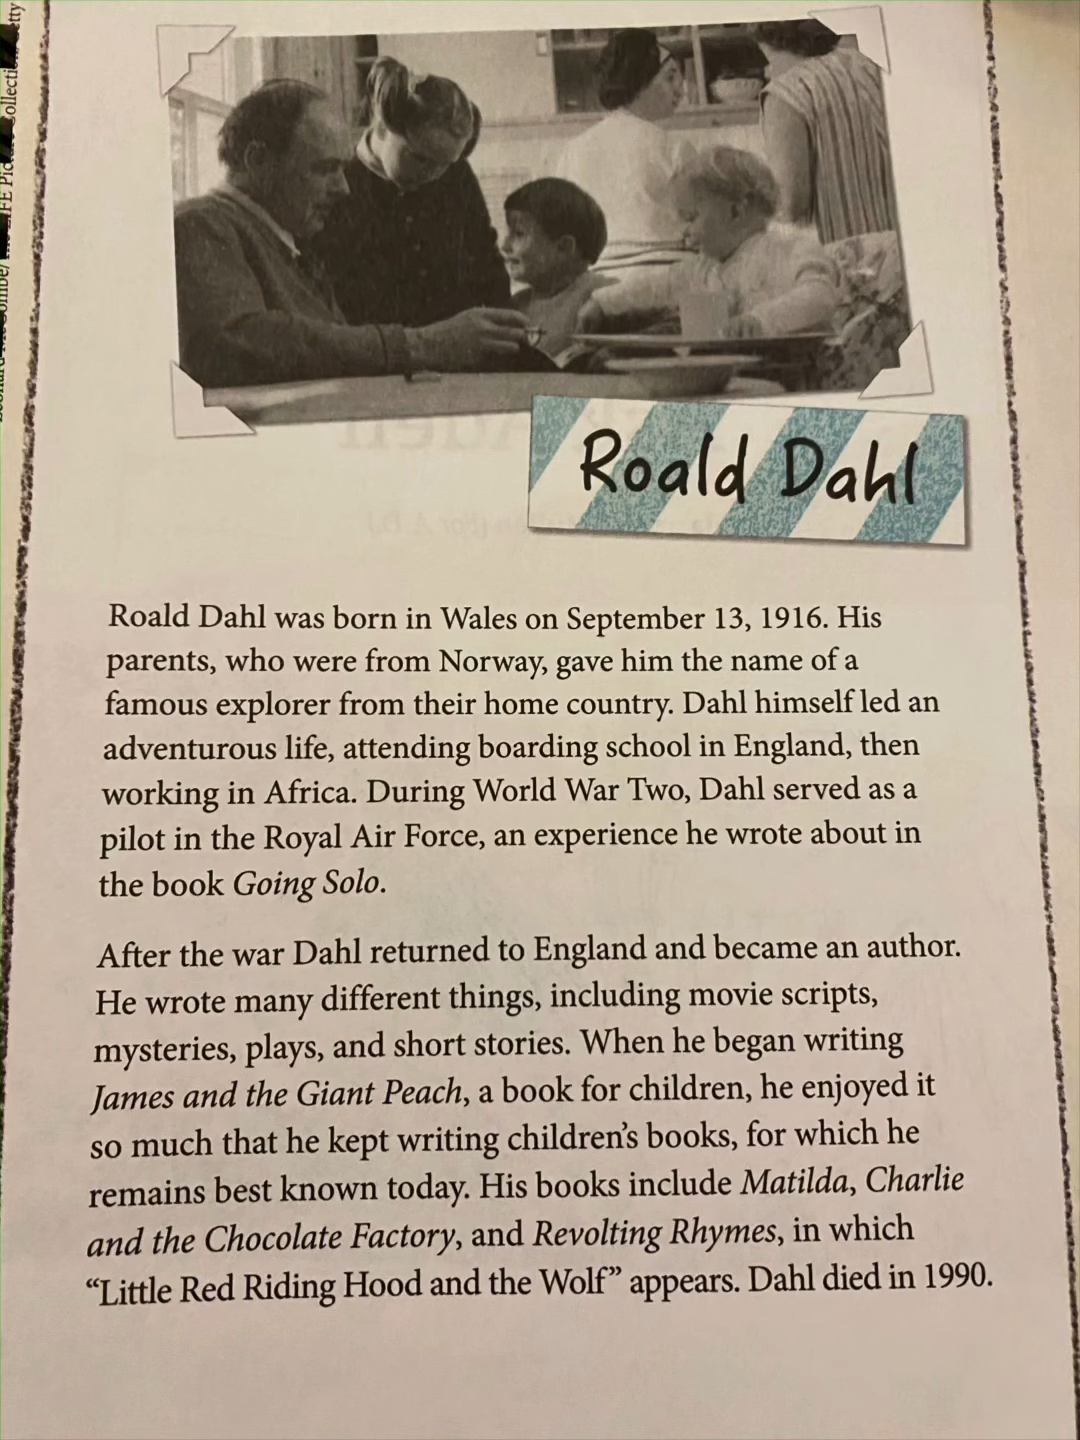 Roald Dahl
Roald Dahl was born in Wales on September 13, 1916. His
parents, who were from Norway, gave him the name of a
famous explorer from their home country. Dahl himself led an
adventurous life, attending boarding school in England, then
working in Africa. During World War Two, Dahl served as a
pilot in the Royal Air Force, an experience he wrote about in
the book Going Solo.
After the war Dahl returned to England and became an author.
He wrote many different things, including movie scripts,
mysteries, plays, and short stories. When he began writing
James and the Giant Peach, a book for children, he enjoyed it
so much that he kept writing children's books, for which he
remains best known today. His books include Matilda, Charlie
and the Chocolate Factory, and Revolting Rhymes, in which
“Little Red Riding Hood and the Wolf” appears. Dahl died in 1990.